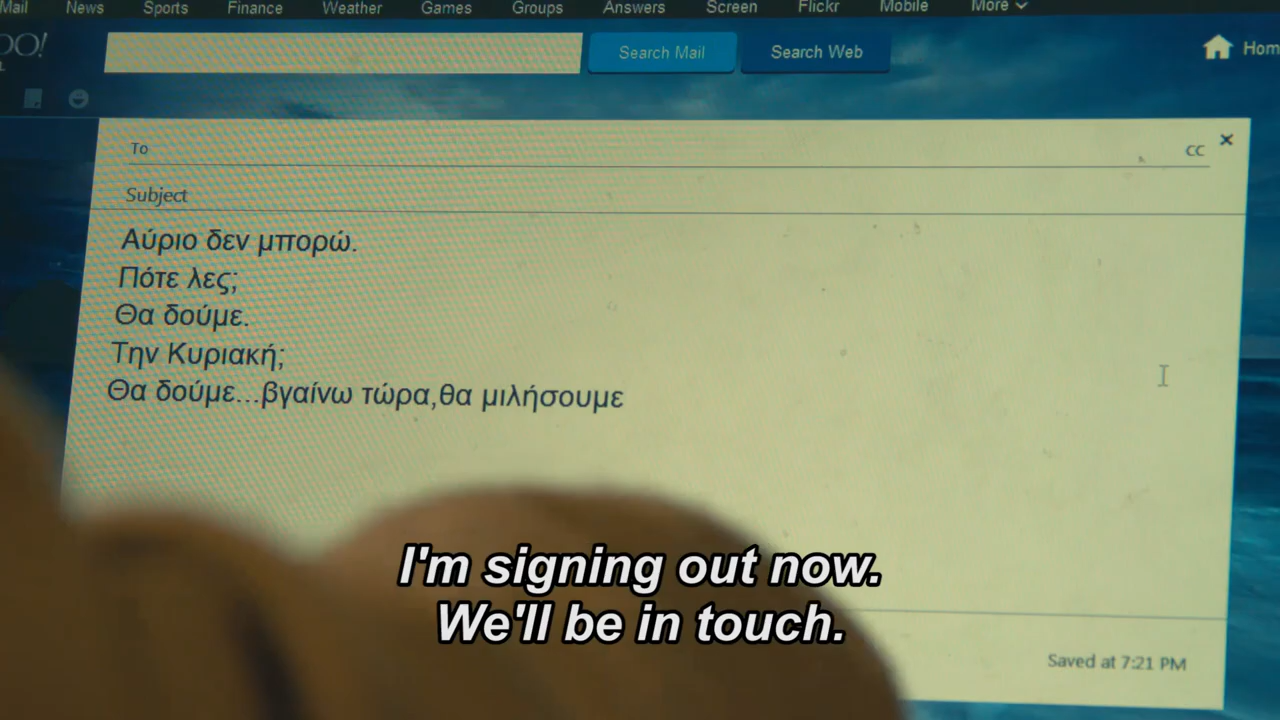 Mail News Sports Finance Weather Games Groups Answers Screen Flickr Mobile More
Search Mail Search Web Hom
To CC
Subject
Αύριο δεν μπορώ.
Πότε λες;
Θα δούμε.
Την Κυριακή;
Θα δούμε...βγαίνω τώρα,θα μιλήσουμε
I'm signing out now.
We'll be in touch.
Saved at 7:21 PM